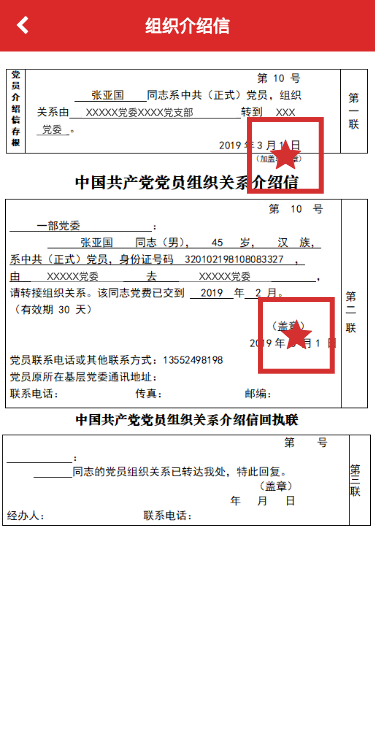 组织介绍信
党员介绍信存根
第 10 号
张亚国 同志系中共（正式）党员，组织
关系由 XXXXX党委XXXX党支部 转到 XXX
党委 。
2019 年 3 月 1 日
（加盖
第一联
中国共产党党员组织关系介绍信
第 10 号
一部党委 ：
张亚国 同志（男）， 45 岁， 汉 族，
系中共（正式）党员，身份证号码 320102198108083327 ，
由 XXXXX党委 去 XXXXX党委 ，
请转接组织关系。该同志党费已交到 2019 年 2 月。
（有效期 30 天）
（盖章）
2019 年 月 1 日
党员联系电话或其他联系方式：13552498198
党员原所在基层党委通讯地址：
联系电话： 传真： 邮编：
第二联
中国共产党党员组织关系介绍信回执联
第 号
：
同志的党员组织关系已转达我处，特此回复。
（盖章）
年 月 日
经办人： 联系电话：
第三联